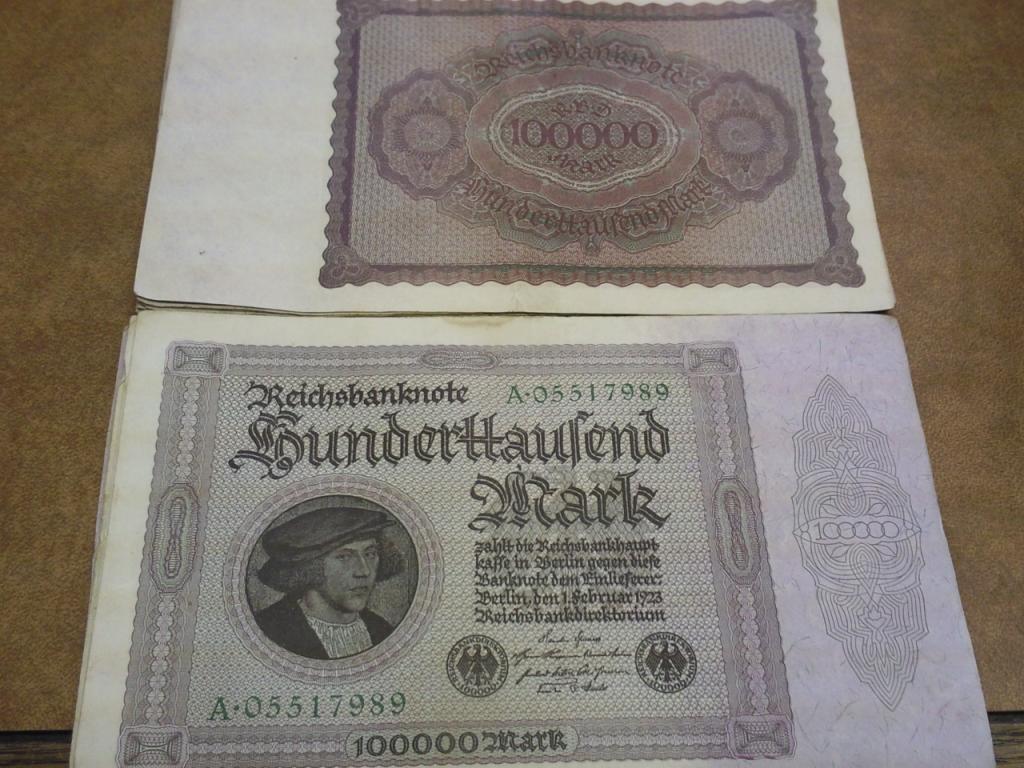 Reichsbanknote
R.B.D
100000
Mark
Hunderttausend Mark
Reichsbanknote A·05517989
Hunderttausend
Mark
zahlt die Reichsbankhaupt-
kasse in Berlin gegen diese
Banknote dem Einlieferer.
Berlin, den 1. Februar 1923
Reichsbankdirektorium
100000
A·05517989
100000 Mark